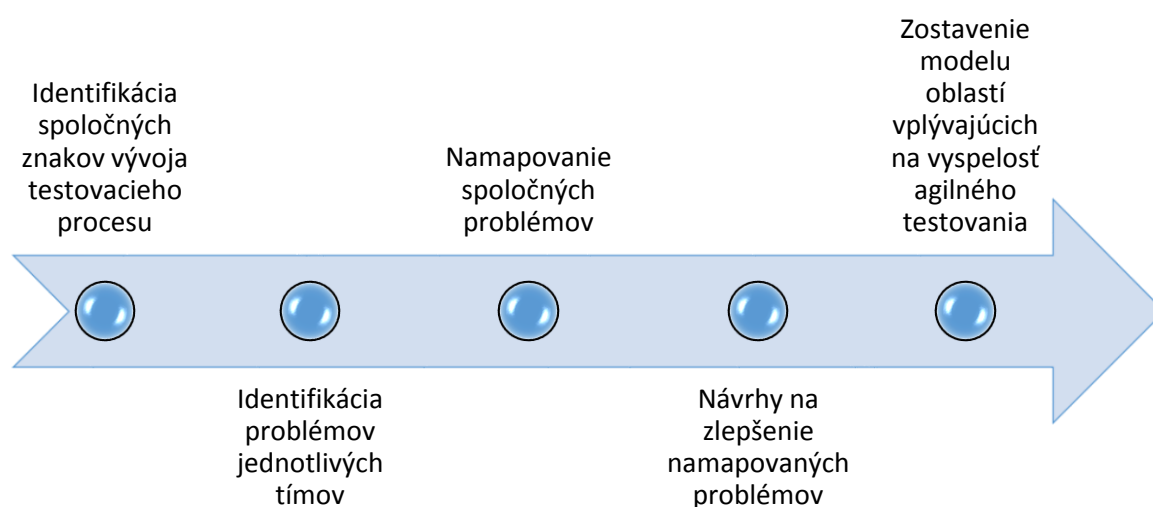 Identifikácia
spoločných
znakov vývoja
testovacieho
procesu
Identifikácia
problémov
jednotlivých
tímov
Namapovanie
spoločných
problémov
Návrhy na
zlepšenie
namapovaných
problémov
Zostavenie
modelu
oblastí
vplývajúcich
na vyspelosť
agilného
testovania